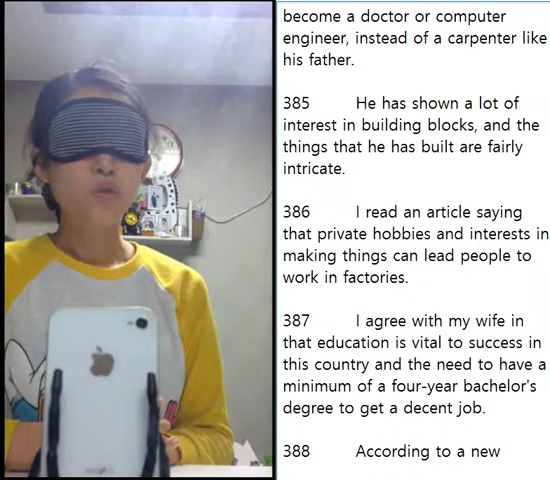 become a doctor or computer
engineer, instead of a carpenter like
his father.
385 He has shown a lot of
interest in building blocks, and the
things that he has built are fairly
intricate.
386 I read an article saying
that private hobbies and interests in
making things can lead people to
work in factories.
387 I agree with my wife in
that education is vital to success in
this country and the need to have a
minimum of a four-year bachelor's
degree to get a decent job.
388 According to a new